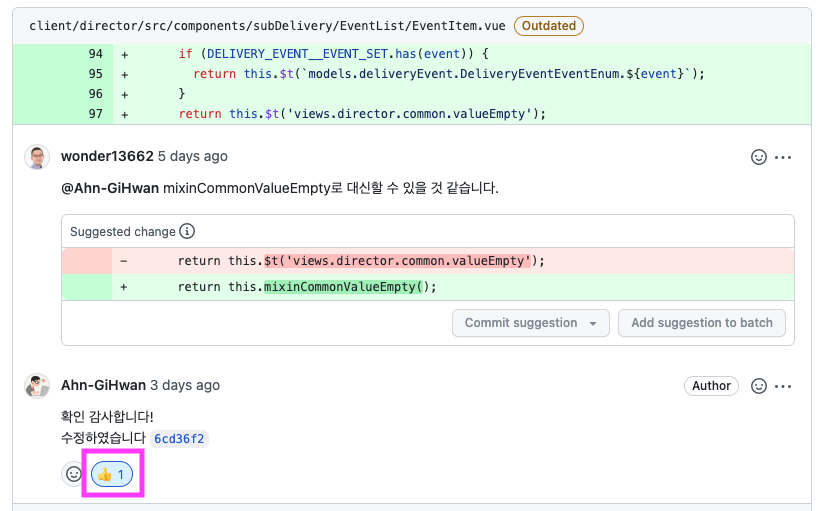 client/director/src/components/subDelivery/EventList/EventItem.vue Outdated
94 + if (DELIVERY_EVENT__EVENT_SET.has(event)) {
95 + return this.$t(`models.deliveryEvent.DeliveryEventEventEnum.${event}`);
96 + }
97 + return this.$t('views.director.common.valueEmpty');
wonder13662 5 days ago
@Ahn-GiHwan mixinCommonValueEmpty로 대신할 수 있을 것 같습니다.
Suggested change
- return this.$t('views.director.common.valueEmpty');
+ return this.mixinCommonValueEmpty();
Commit suggestion Add suggestion to batch
Ahn-GiHwan 3 days ago Author
확인 감사합니다!
수정하였습니다 6cd36f2
👍 1